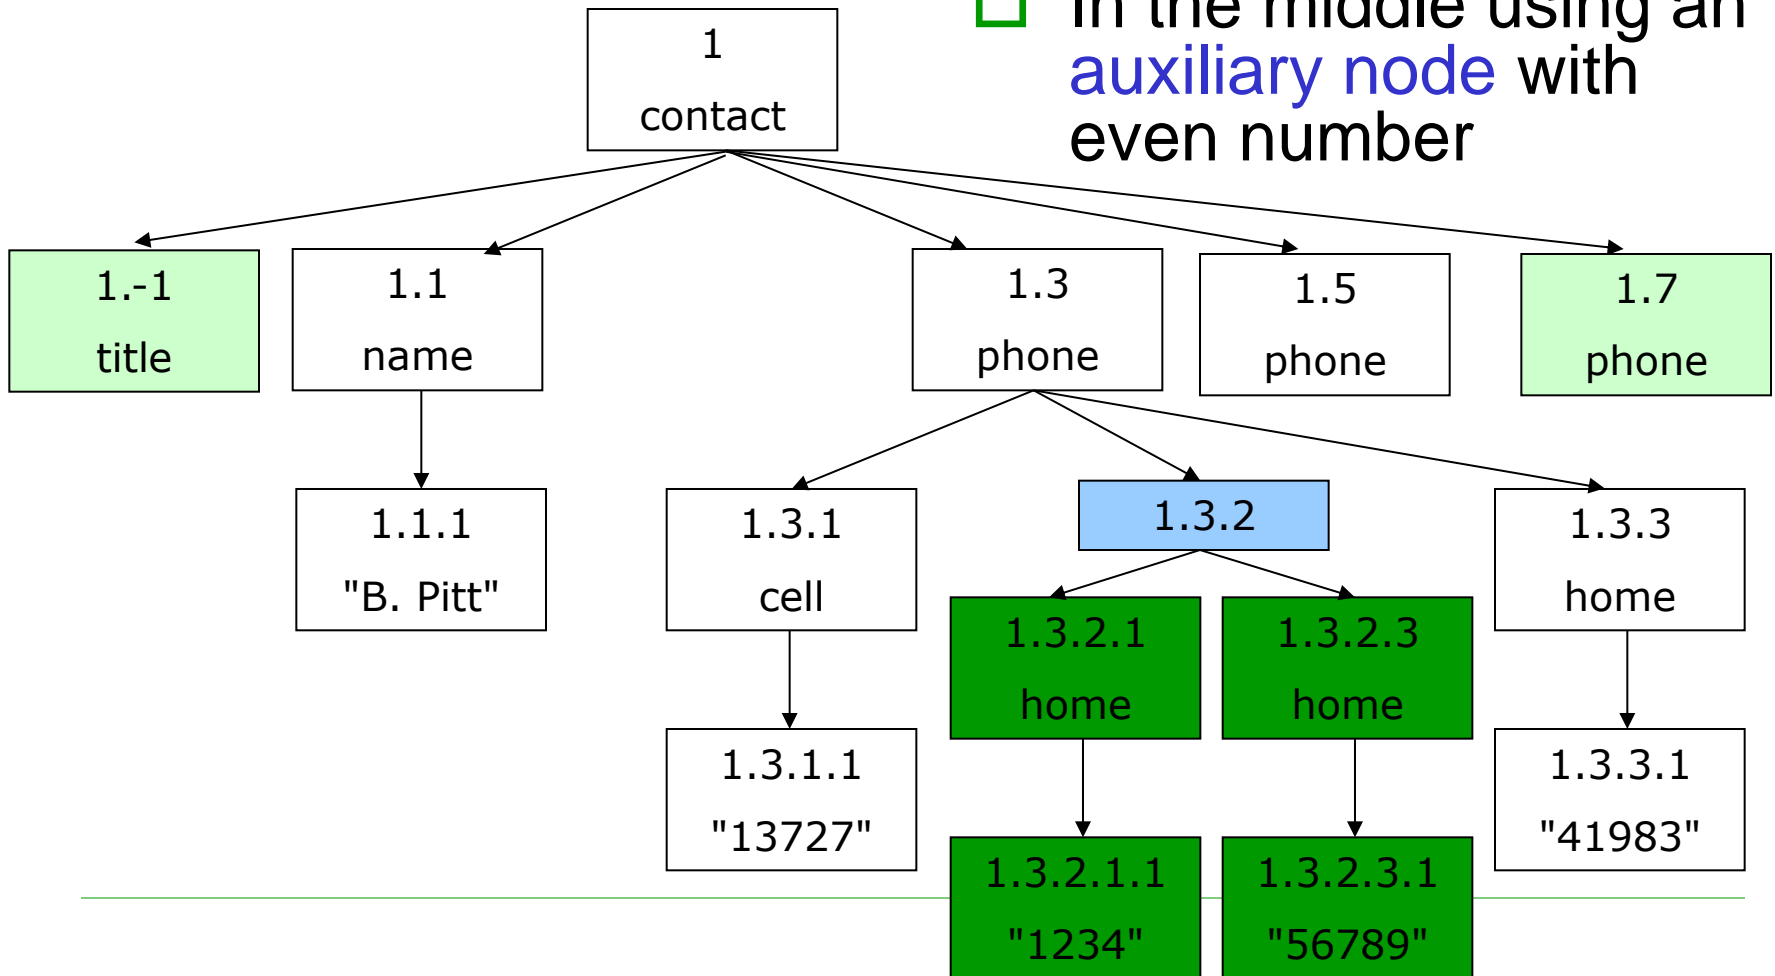 In the middle using an
auxiliary node with
even number
1
contact
1.-1
title
1.1
name
1.3
phone
1.5
phone
1.7
phone
1.1.1
"B. Pitt"
1.3.1
cell
1.3.2
1.3.3
home
1.3.2.1
home
1.3.2.3
home
1.3.1.1
"13727"
1.3.3.1
"41983"
1.3.2.1.1
"1234"
1.3.2.3.1
"56789"